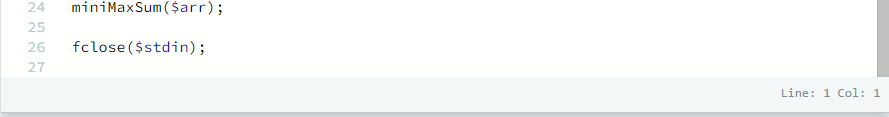 24 miniMaxSum($arr);
25
26 fclose($stdin);
27
Line: 1 Col: 1